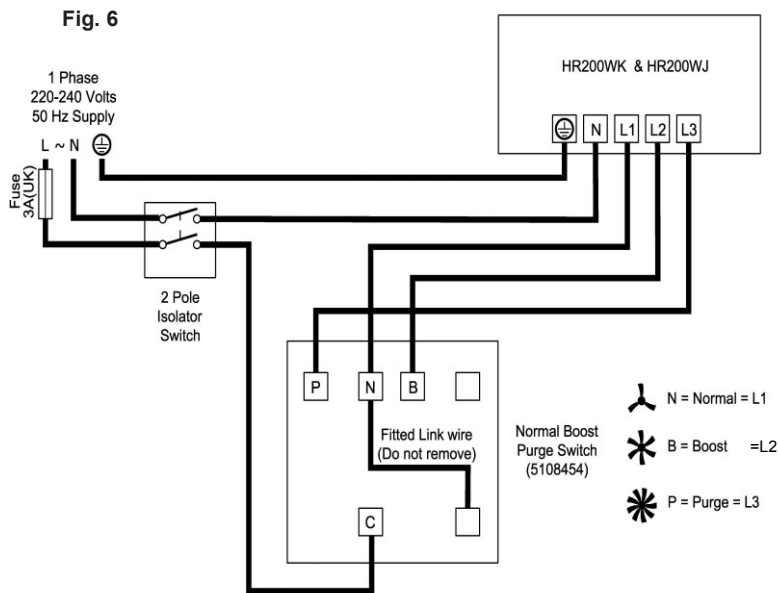 Fig. 6
1 Phase
220-240 Volts
50 Hz Supply
L ~ N
Fuse
3A(UK)
HR200WK & HR200WJ
N L1 L2 L3
2 Pole
Isolator
Switch
P N B
Fitted Link wire
(Do not remove)
C
Normal Boost
Purge Switch
(5108454)
N = Normal = L1
B = Boost =L2
P = Purge = L3